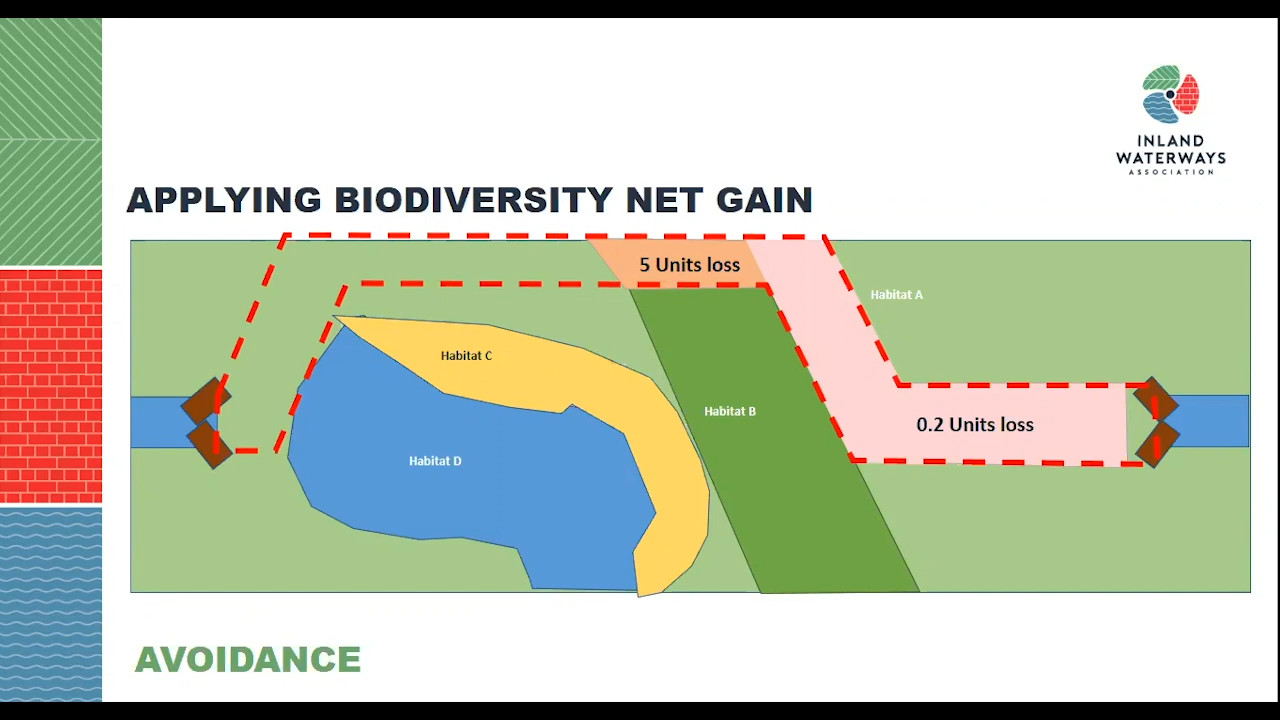 INLAND
WATERWAYS
ASSOCIATION
APPLYING BIODIVERSITY NET GAIN
5 Units loss
Habitat A
Habitat C
Habitat B
0.2 Units loss
Habitat D
AVOIDANCE